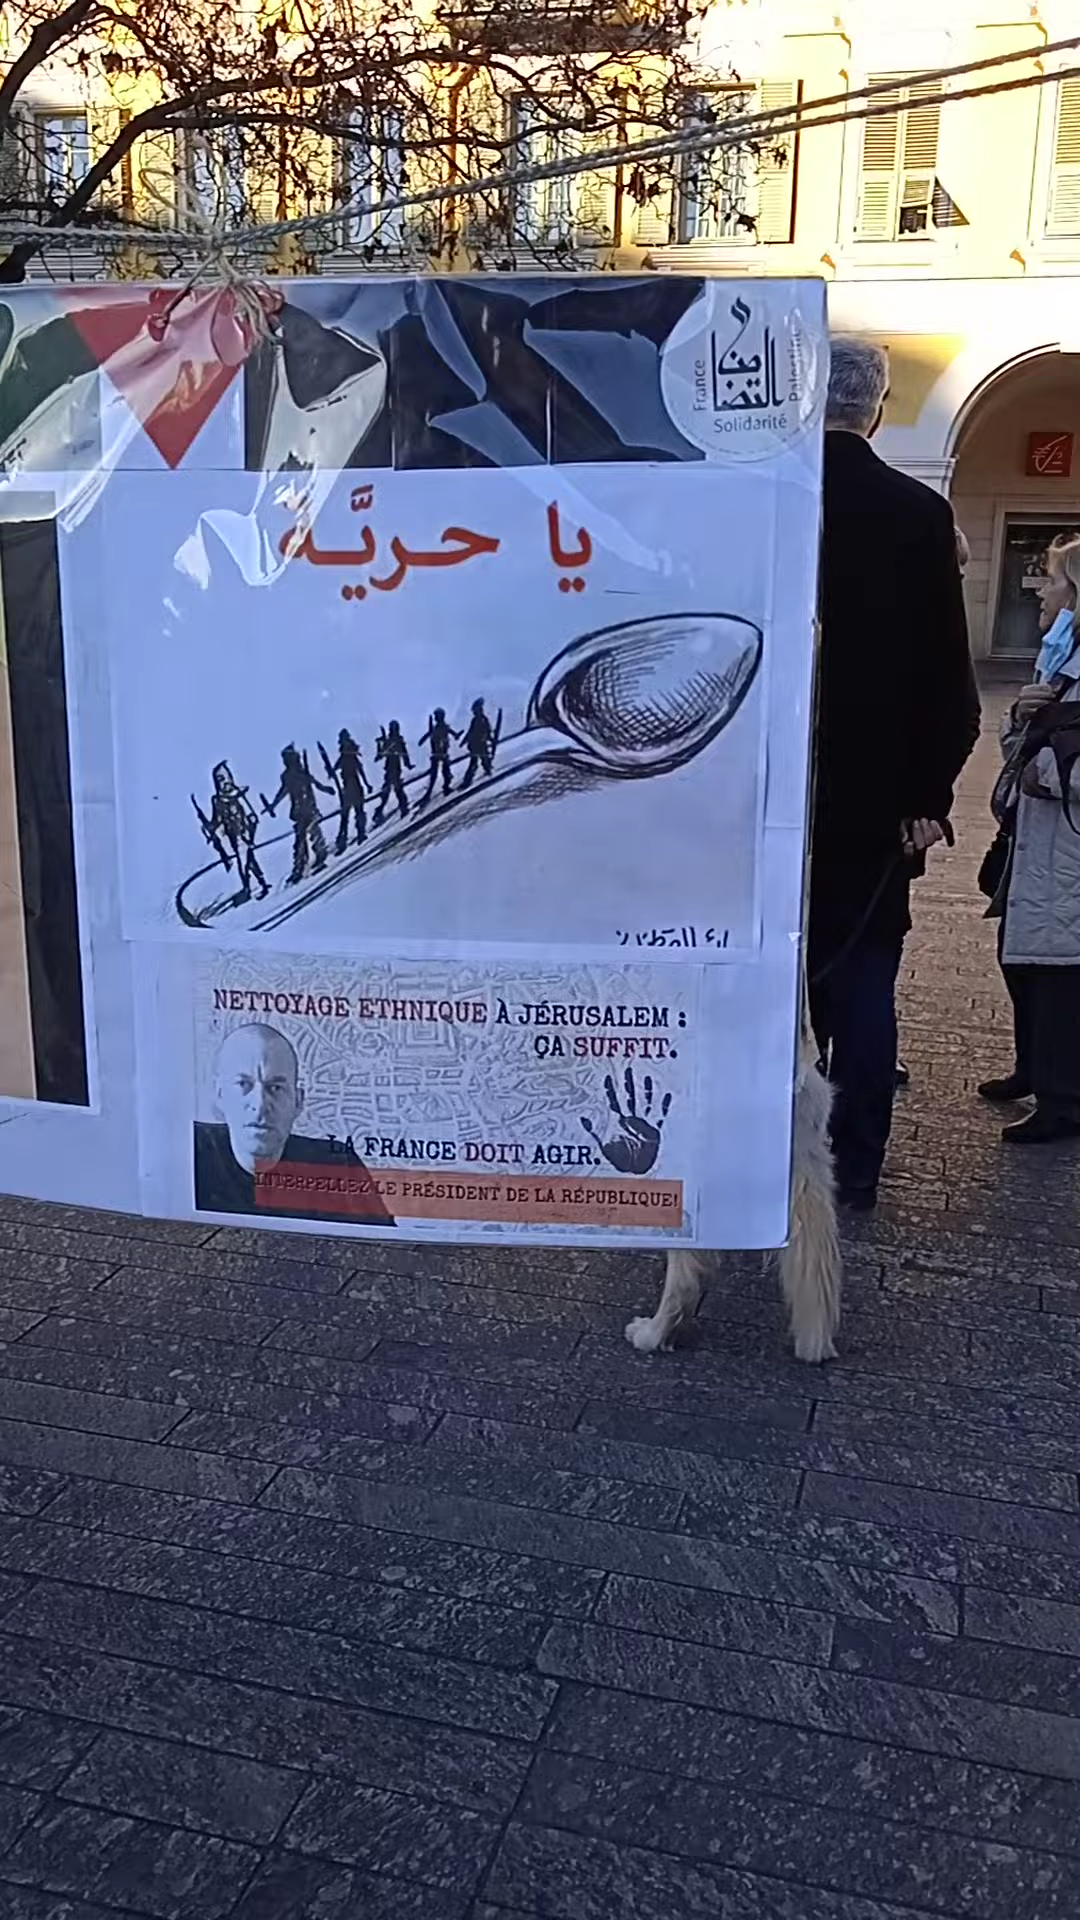 France
التضامن
Palestine
Solidarité
يا حريَّة
NETTOYAGE ETHNIQUE À JÉRUSALEM :
ÇA SUFFIT.
LA FRANCE DOIT AGIR.
INTERPELLEZ LE PRÉSIDENT DE LA RÉPUBLIQUE!